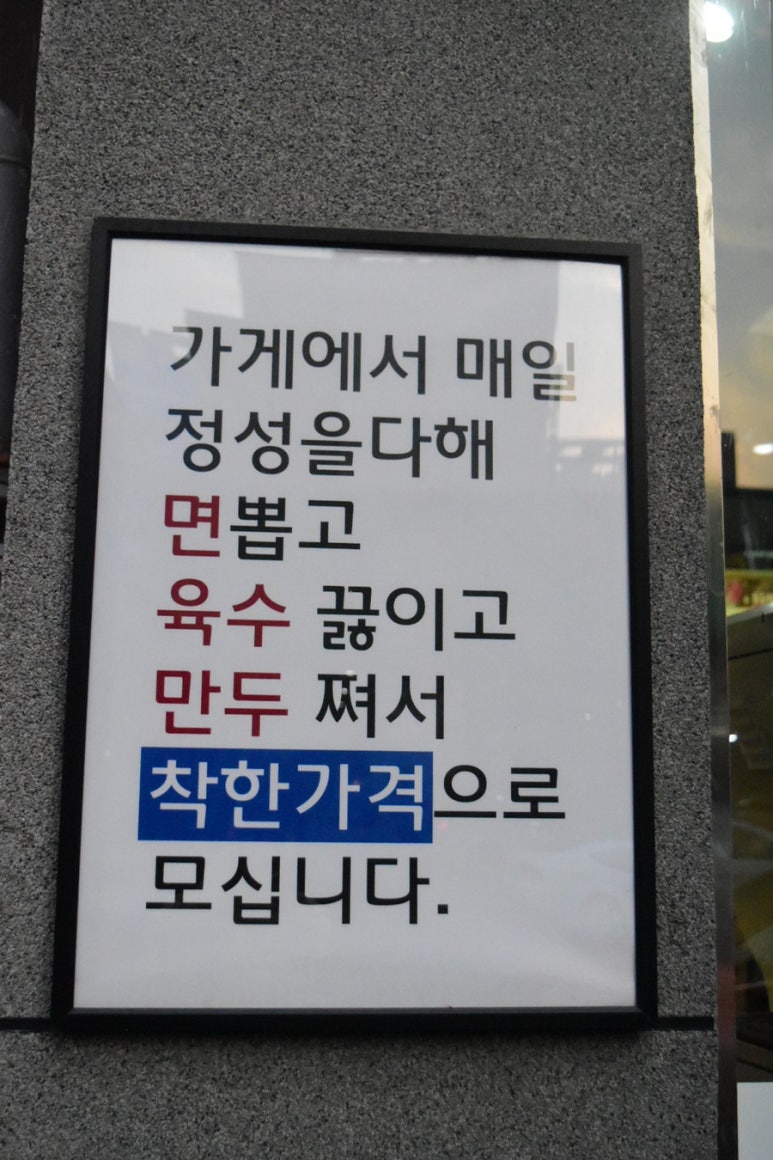 가게에서 매일
정성을다해
면뽑고
육수 끓이고
만두 쪄서
착한가격으로
모십니다.